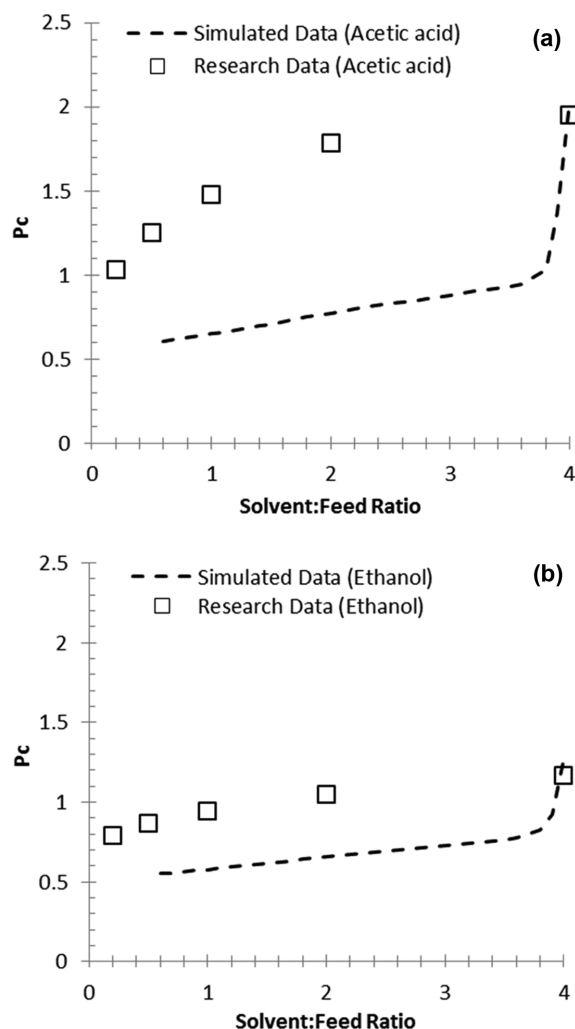 2.5
Simulated Data (Acetic acid)
(a)
Research Data (Acetic acid)
2
1.5
Pc
1
0.5
0
0 1 2 3 4
Solvent:Feed Ratio
2.5
Simulated Data (Ethanol)
(b)
Research Data (Ethanol)
2
1.5
Pc
1
0.5
0
0 1 2 3 4
Solvent:Feed Ratio